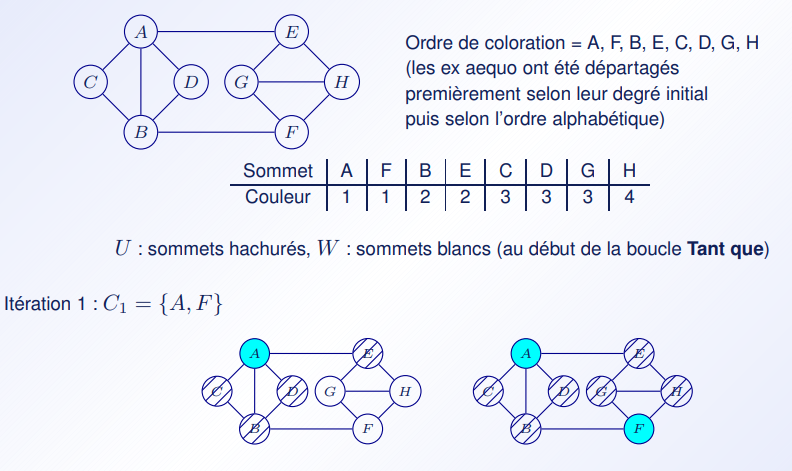 A E
Ordre de coloration = A, F, B, E, C, D, G, H
(les ex aequo ont été départagés
C D G H
premièrement selon leur degré initial
puis selon l'ordre alphabétique)
B F
Sommet A F B E C D G H
Couleur 1 1 2 2 3 3 3 4
U : sommets hachurés, W : sommets blancs (au début de la boucle Tant que)
Itération 1 : C₁ = {A, F}
A E A E
C D G H C D G H
B F B F